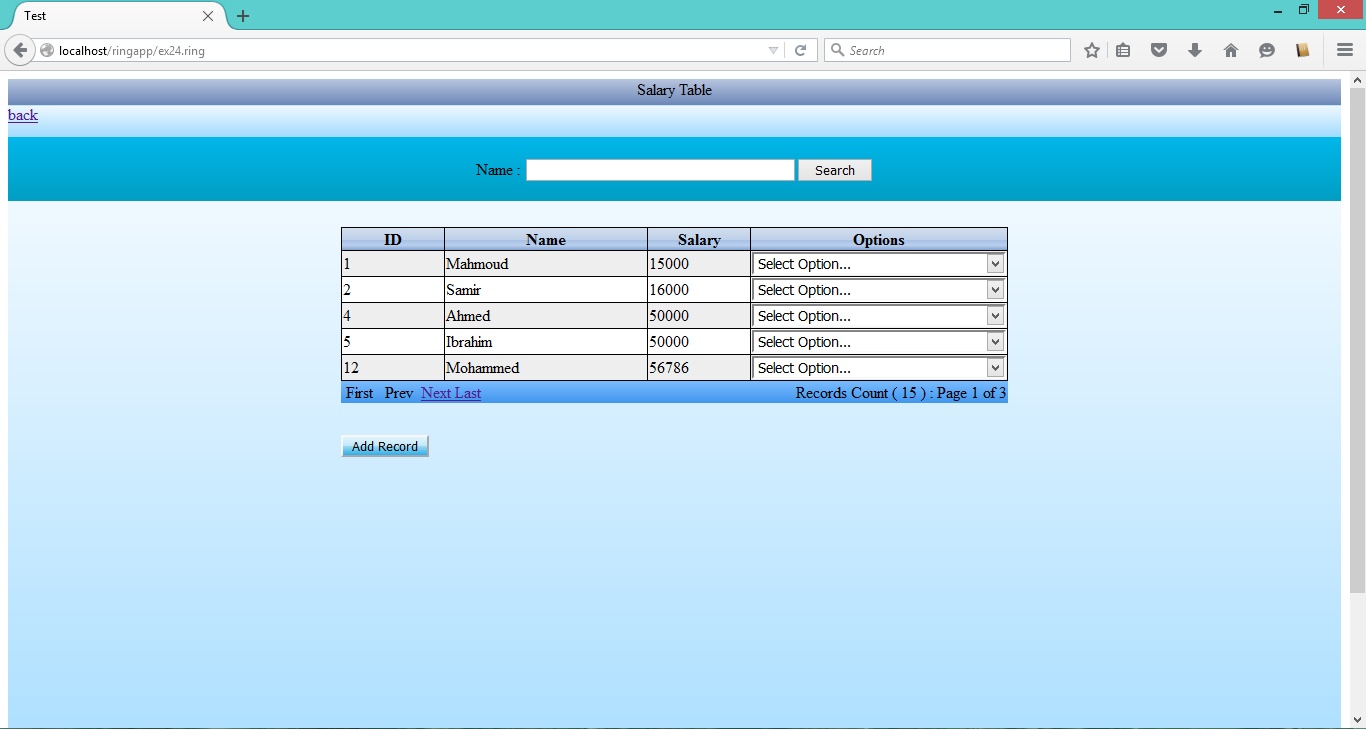 Test
localhost/ringapp/ex24.ring
Search
Salary Table
back
Name : Search
ID Name Salary Options
1 Mahmoud 15000 Select Option...
2 Samir 16000 Select Option...
4 Ahmed 50000 Select Option...
5 Ibrahim 50000 Select Option...
12 Mohammed 56786 Select Option...
First Prev Next Last Records Count ( 15 ) : Page 1 of 3
Add Record